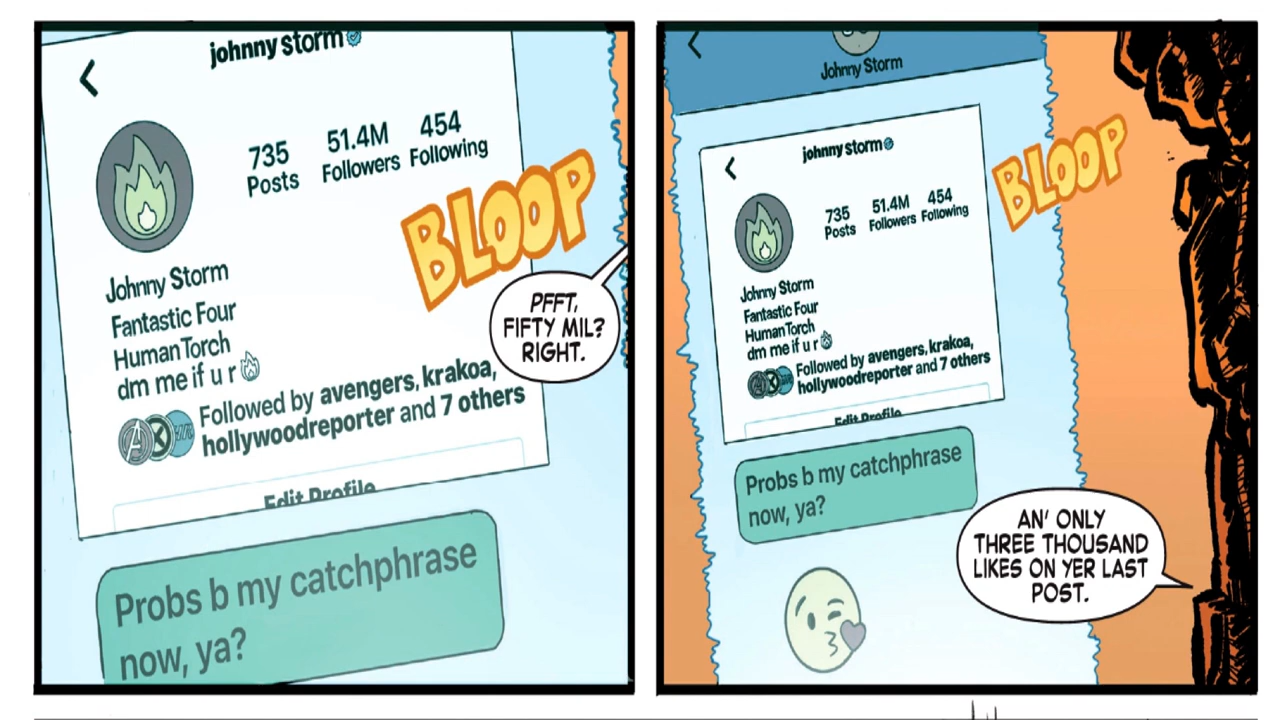 johnny storm
735 51.4M 454
Posts Followers Following
BLOOP
PFFT,
FIFTY MIL?
RIGHT.
Johnny Storm
Fantastic Four
Human Torch
dm me if u r
Followed by avengers, krakoa,
hollywoodreporter and 7 others
Edit Profile
Probs b my catchphrase
now, ya?
Johnny Storm
johnny storm
735 51.4M 454
Posts Followers Following
BLOOP
Johnny Storm
Fantastic Four
Human Torch
dm me if u r
Followed by avengers, krakoa,
hollywoodreporter and 7 others
Edit Profile
Probs b my catchphrase
now, ya?
AN' ONLY
THREE THOUSAND
LIKES ON YER LAST
POST.